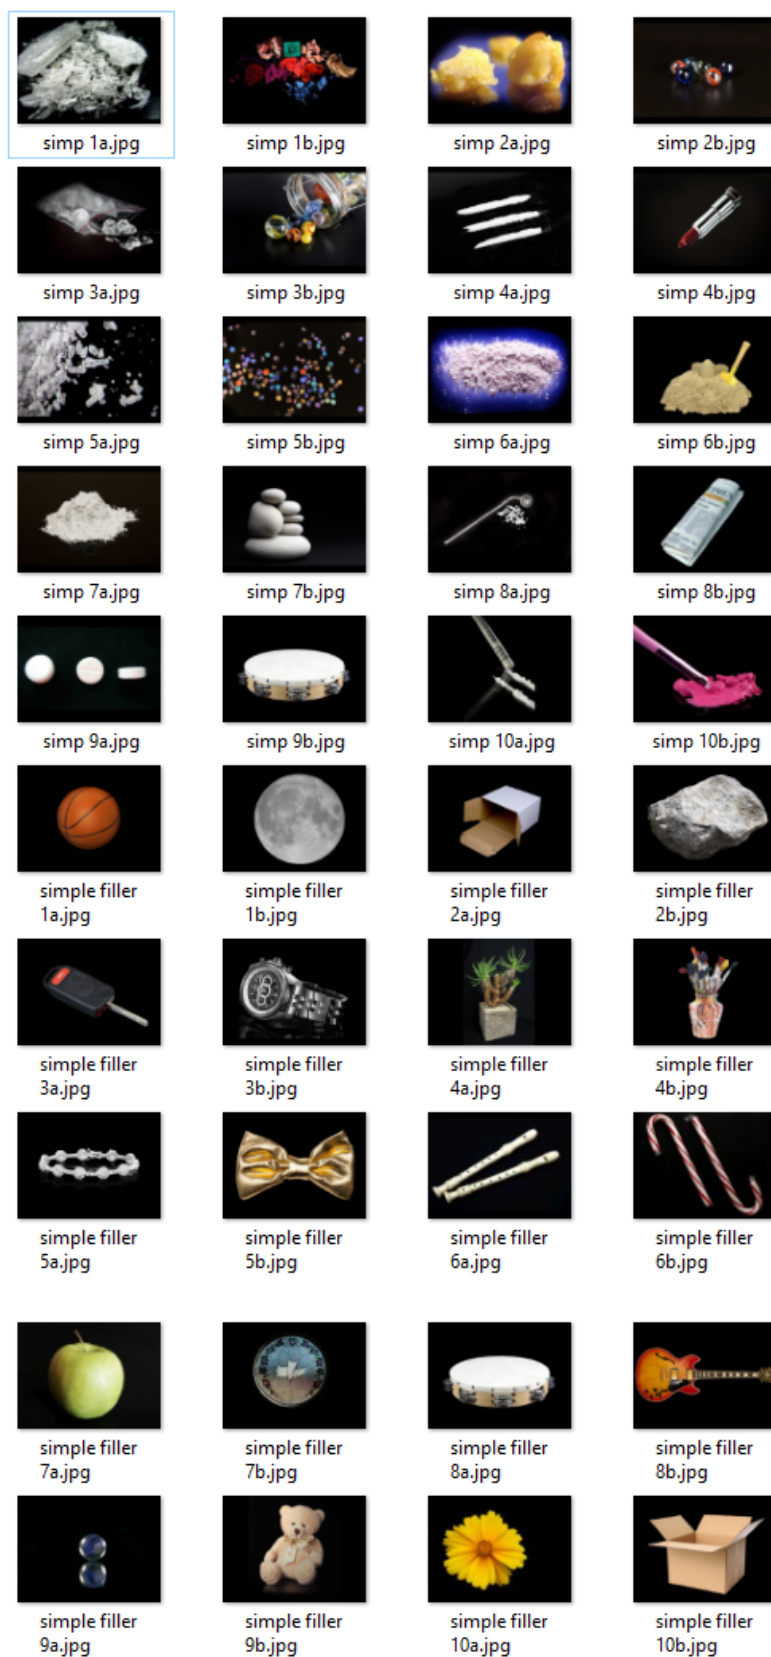 simp 1a.jpg
simp 1b.jpg
simp 2a.jpg
simp 2b.jpg
simp 3a.jpg
simp 3b.jpg
simp 4a.jpg
simp 4b.jpg
simp 5a.jpg
simp 5b.jpg
simp 6a.jpg
simp 6b.jpg
simp 7a.jpg
simp 7b.jpg
simp 8a.jpg
simp 8b.jpg
simp 9a.jpg
simp 9b.jpg
simp 10a.jpg
simp 10b.jpg
simple filler
1a.jpg
simple filler
1b.jpg
simple filler
2a.jpg
simple filler
2b.jpg
simple filler
3a.jpg
simple filler
3b.jpg
simple filler
4a.jpg
simple filler
4b.jpg
simple filler
5a.jpg
simple filler
5b.jpg
simple filler
6a.jpg
simple filler
6b.jpg
simple filler
7a.jpg
simple filler
7b.jpg
simple filler
8a.jpg
simple filler
8b.jpg
simple filler
9a.jpg
simple filler
9b.jpg
simple filler
10a.jpg
simple filler
10b.jpg